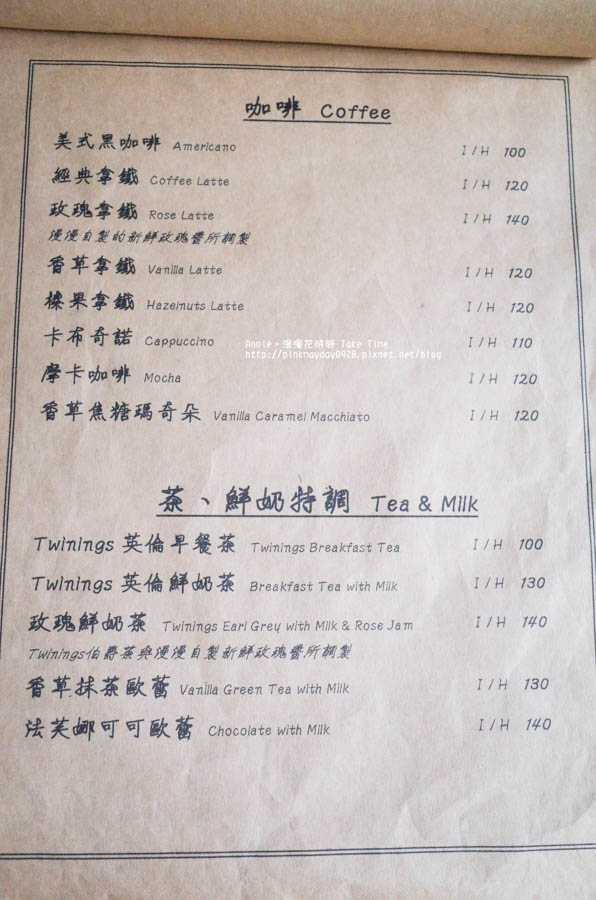 咖啡 Coffee
美式黑咖啡 Americano I / H 100
經典拿鐵 Coffee Latte I / H 120
玫瑰拿鐵 Rose Latte I / H 140
漫漫自製的新鮮玫瑰醬所調製
香草拿鐵 Vanilla Latte I / H 120
榛果拿鐵 Hazelnuts Latte I / H 120
卡布奇諾 Cappuccino I / H 110
Annie。漫漫花時間 Take Time
http://pinknayday0428.pixnet.net/blog
摩卡咖啡 Mocha I / H 120
香草焦糖瑪奇朵 Vanilla Caramel Macchiato I / H 120
茶、鮮奶特調 Tea & Milk
Twinings 英倫早餐茶 Twinings Breakfast Tea I / H 100
Twinings 英倫鮮奶茶 Breakfast Tea with Milk I / H 130
玫瑰鮮奶茶 Twinings Earl Grey with Milk & Rose Jam I / H 140
Twinings伯爵茶與漫漫自製新鮮玫瑰醬所調製
香草抹茶歐蕾 Vanilla Green Tea with Milk I / H 130
法芙娜可可歐蕾 Chocolate with Milk I / H 140